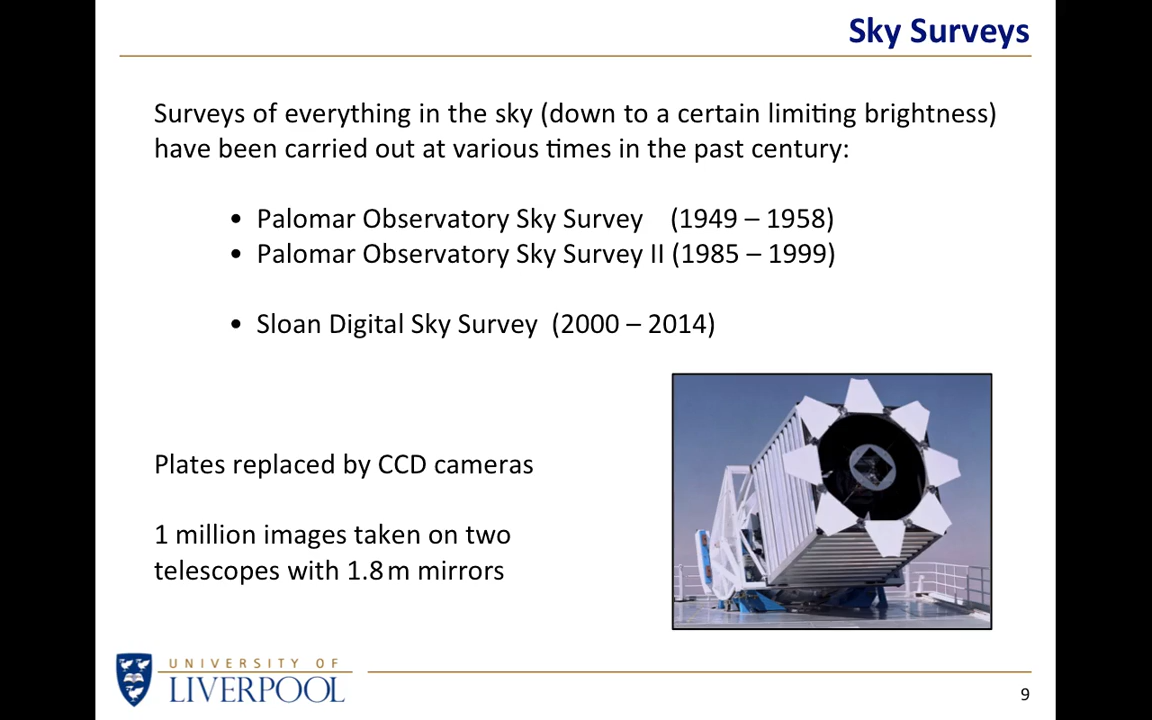 Sky Surveys
Surveys of everything in the sky (down to a certain limiting brightness)
have been carried out at various times in the past century:
• Palomar Observatory Sky Survey (1949 – 1958)
• Palomar Observatory Sky Survey II (1985 – 1999)
• Sloan Digital Sky Survey (2000 – 2014)
Plates replaced by CCD cameras
1 million images taken on two
telescopes with 1.8 m mirrors
UNIVERSITY OF
LIVERPOOL
9